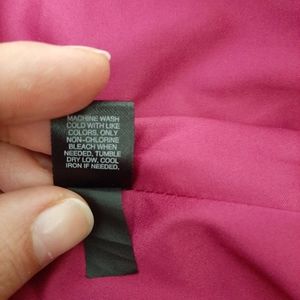 MACHINE WASH
COLD WITH LIKE
COLORS, ONLY
NON-CHLORINE
BLEACH WHEN
NEEDED, TUMBLE
DRY LOW, COOL
IRON IF NEEDED.